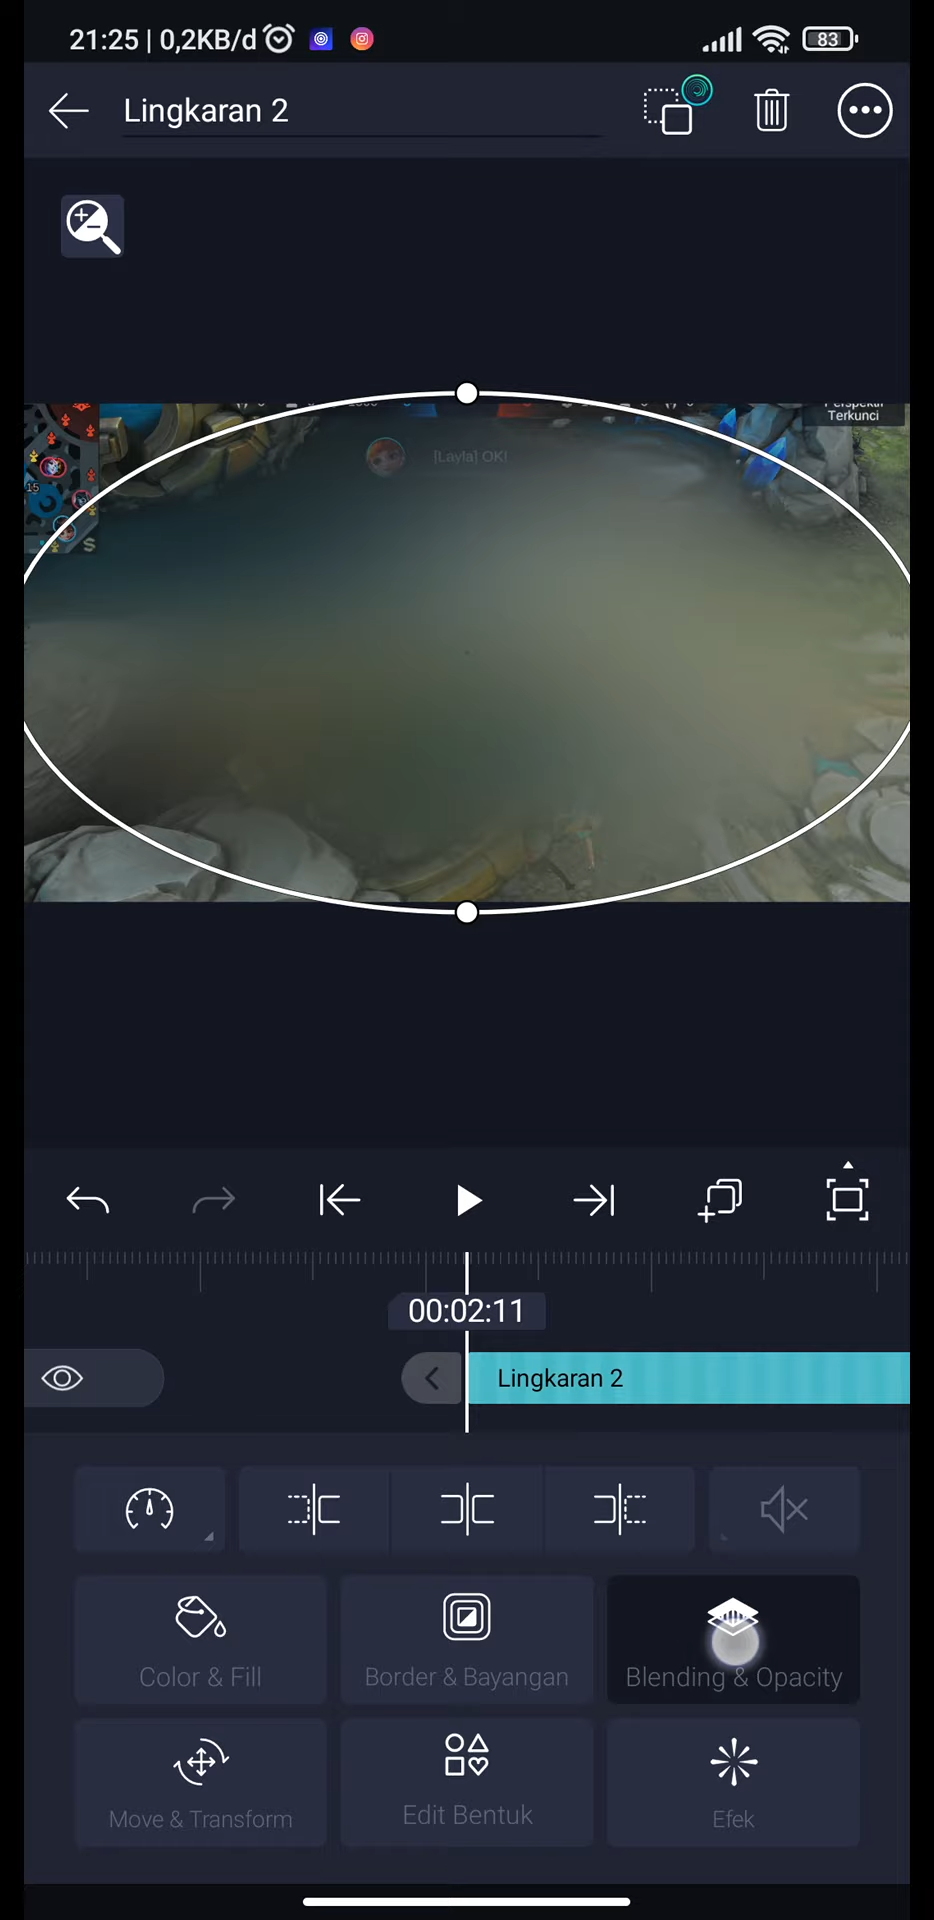 21:25 | 0,2KB/d
83
Lingkaran 2
Terkunci
[Layla] OK!
15
00:02:11
Lingkaran 2
Color & Fill
Border & Bayangan
Blending & Opacity
Move & Transform
Edit Bentuk
Efek